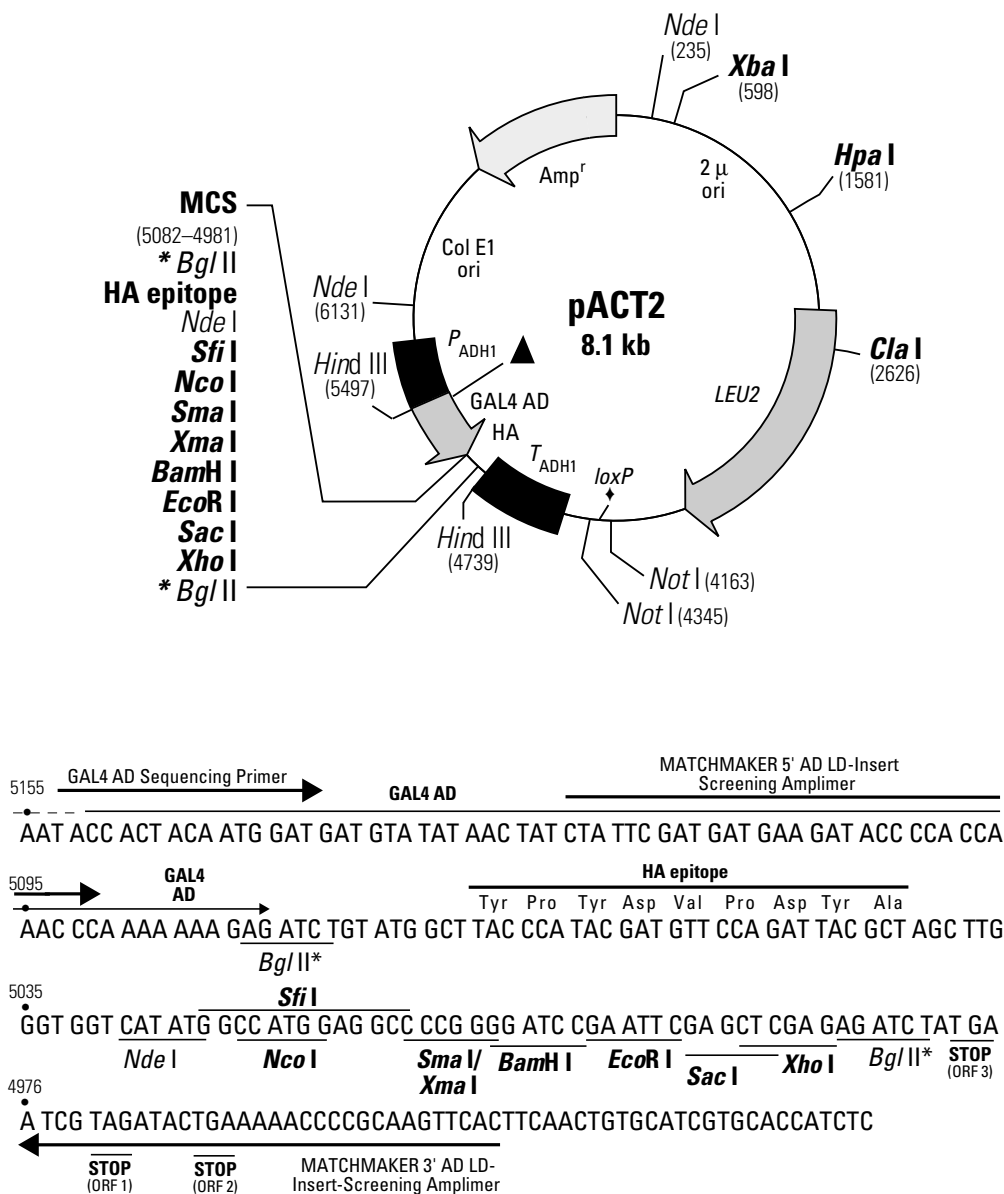 Nde I
(235)
Xba I
(598)
Hpa I
(1581)
2 μ
ori
Ampʳ
MCS
(5082–4981)
* Bgl II
HA epitope
Nde I
Sfi I
Nco I
Sma I
Xma I
BamH I
EcoR I
Sac I
Xho I
* Bgl II
Col E1
ori
Nde I
(6131)
pACT2
8.1 kb
PADH1
Hind III
(5497)
GAL4 AD
HA
TADH1
loxP
LEU2
Cla I
(2626)
Hind III
(4739)
Not I (4163)
Not I (4345)
5155
GAL4 AD Sequencing Primer
GAL4 AD
MATCHMAKER 5' AD LD-Insert
Screening Amplimer
AAT ACC ACT ACA ATG GAT GAT GTA TAT AAC TAT CTA TTC GAT GAT GAA GAT ACC CCA CCA
5095
GAL4
AD
HA epitope
Tyr Pro Tyr Asp Val Pro Asp Tyr Ala
AAC CCA AAA AAA GAG ATC TGT ATG GCT TAC CCA TAC GAT GTT CCA GAT TAC GCT AGC TTG
Bgl II*
5035
Sfi I
GGT GGT CAT ATG GCC ATG GAG GCC CCG GGG ATC CGA ATT CGA GCT CGA GAG ATC TAT GA
Nde I
Nco I
Sma I/
Xma I
BamH I
EcoR I
Sac I
Xho I
Bgl II*
STOP
(ORF 3)
4976
A TCG TAGATACTGAAAAACCCCGCAAGTTCACTTCAACTGTGCATCGTGCACCATCTC
STOP
(ORF 1)
STOP
(ORF 2)
MATCHMAKER 3' AD LD-
Insert-Screening Amplimer